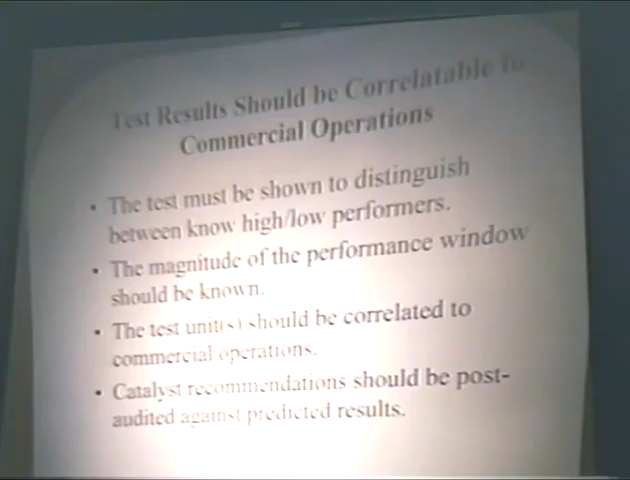 Test Results Should be Correlatable to
Commercial Operations
• The test must be shown to distinguish
between know high/low performers.
• The magnitude of the performance window
should be known.
• The test unit(s) should be correlated to
commercial operations.
• Catalyst recommendations should be post-
audited against predicted results.